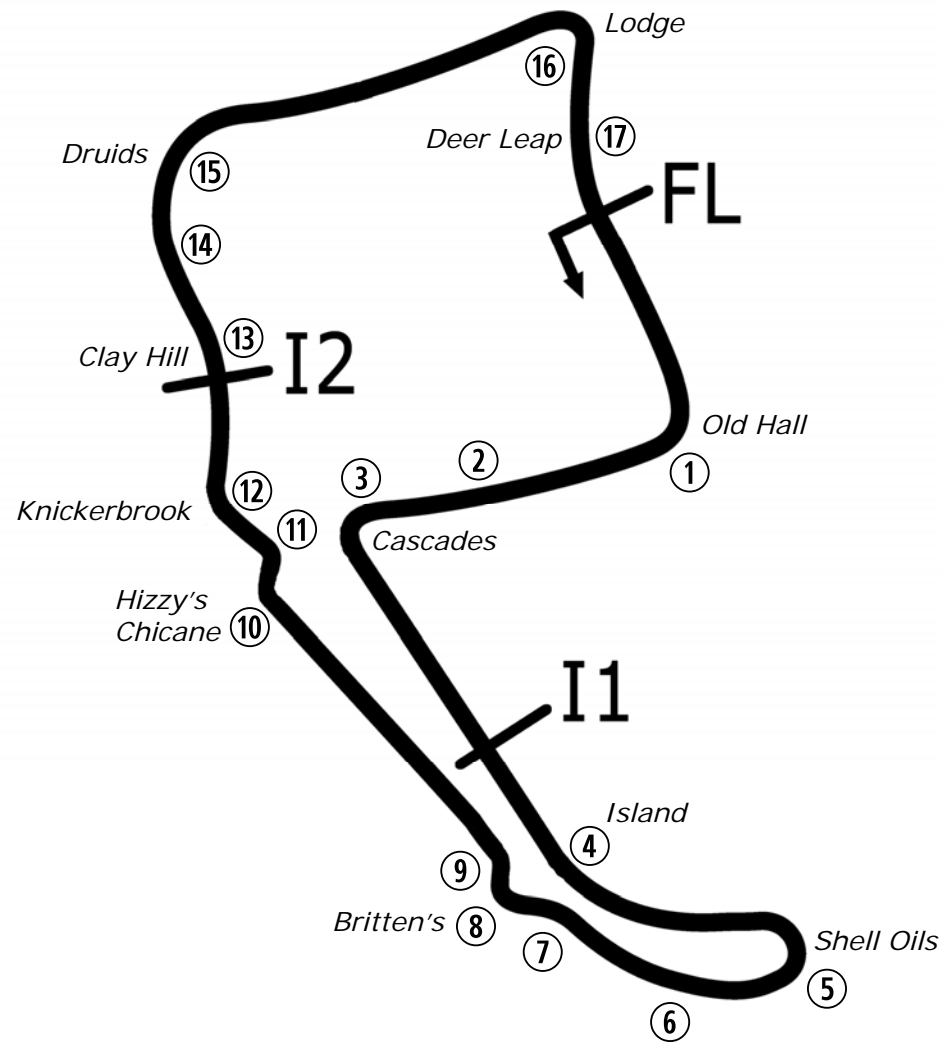 Lodge
16
Deer Leap
17
Druids
15
FL
14
13
Clay Hill
I2
Old Hall
1
2
3
12
Knickerbrook
11
Cascades
Hizzy's
Chicane
10
I1
Island
4
9
Britten's
8
7
Shell Oils
5
6